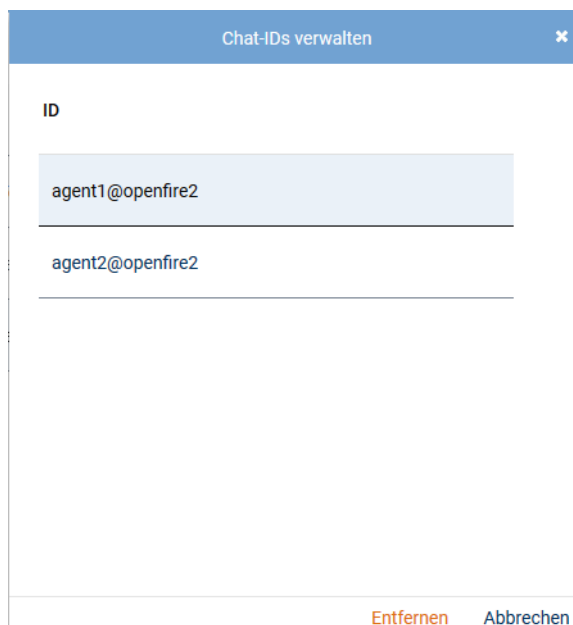 Chat-IDs verwalten
ID
agent1@openfire2
agent2@openfire2
Entfernen Abbrechen